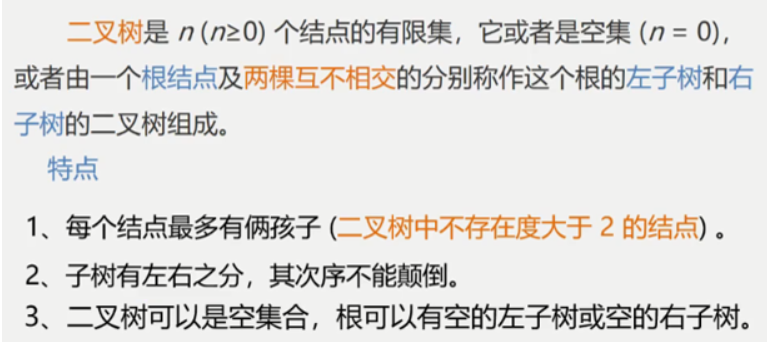 二叉树是 n (n≥0) 个结点的有限集，它或者是空集 (n = 0)，
或者由一个根结点及两棵互不相交的分别称作这个根的左子树和右
子树的二叉树组成。
特点
1、每个结点最多有俩孩子 (二叉树中不存在度大于 2 的结点) 。
2、子树有左右之分，其次序不能颠倒。
3、二叉树可以是空集合，根可以有空的左子树或空的右子树。